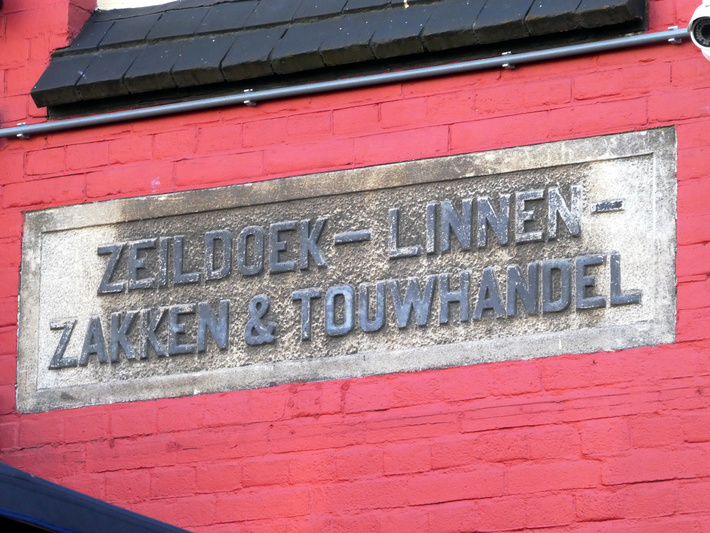 ZEILDOEK-LINNEN-
ZAKKEN & TOUWHANDEL